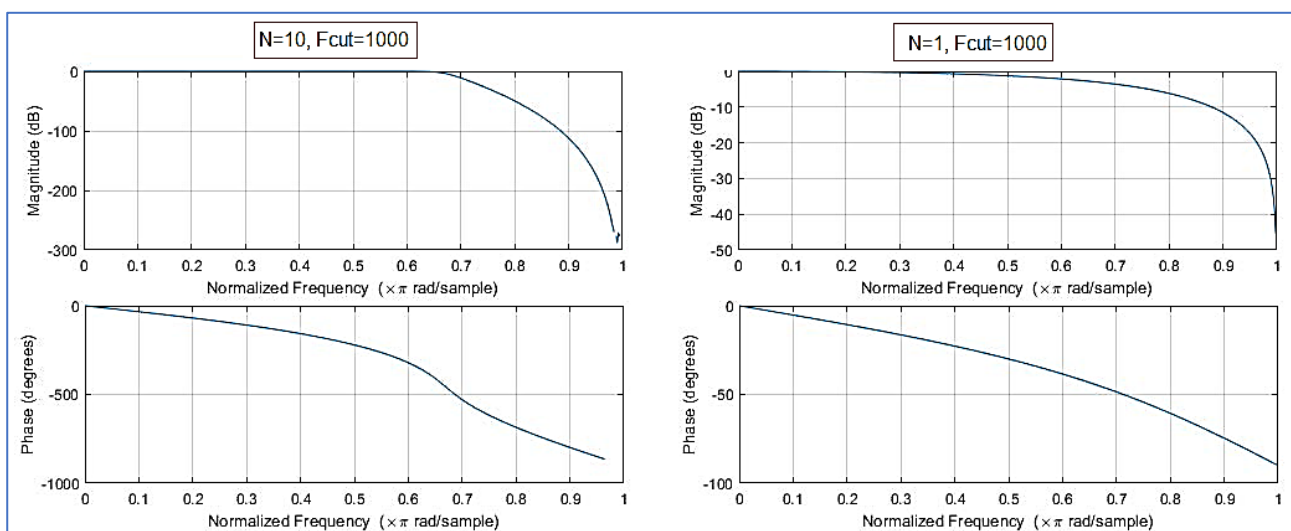 N=10, Fcut=1000
0
-100
-200
-300
Magnitude (dB)
0 0.1 0.2 0.3 0.4 0.5 0.6 0.7 0.8 0.9 1
Normalized Frequency (×π rad/sample)
0
-500
-1000
Phase (degrees)
0 0.1 0.2 0.3 0.4 0.5 0.6 0.7 0.8 0.9 1
Normalized Frequency (×π rad/sample)
N=1, Fcut=1000
0
-10
-20
-30
-40
-50
Magnitude (dB)
0 0.1 0.2 0.3 0.4 0.5 0.6 0.7 0.8 0.9 1
Normalized Frequency (×π rad/sample)
0
-50
-100
Phase (degrees)
0 0.1 0.2 0.3 0.4 0.5 0.6 0.7 0.8 0.9 1
Normalized Frequency (×π rad/sample)